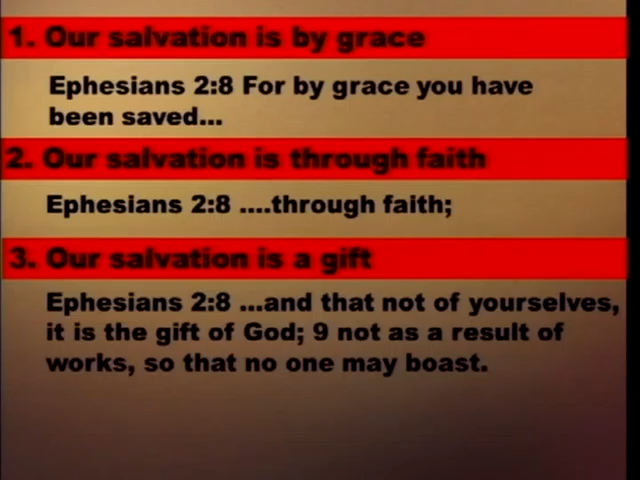 1. Our salvation is by grace
Ephesians 2:8 For by grace you have
been saved...
2. Our salvation is through faith
Ephesians 2:8 ....through faith;
3. Our salvation is a gift
Ephesians 2:8 ...and that not of yourselves,
it is the gift of God; 9 not as a result of
works, so that no one may boast.